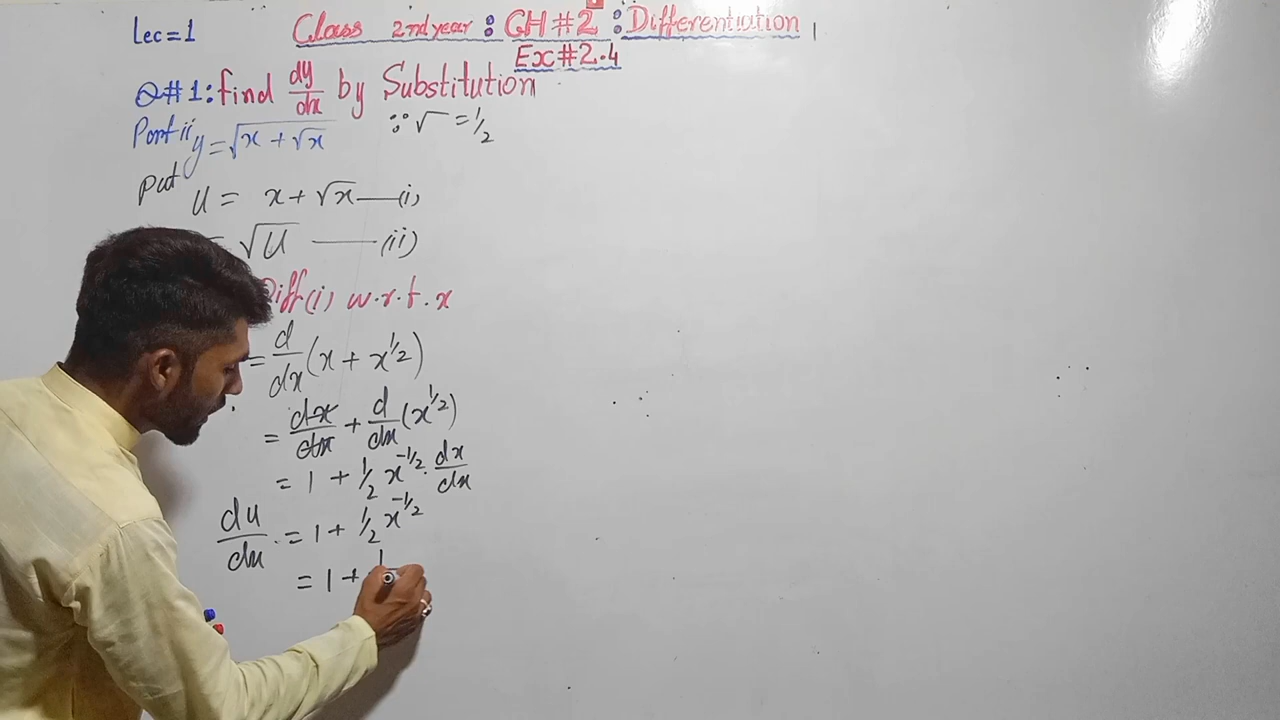 Lec=1
Class 2nd year : CH#2 : Differentiation
Ex#2.4
Q#1: Find dy/dx by Substitution
Part ii y = √(x + √x) ∵ √ = 1/2
Put U = x + √x —— (i)
= √U —— (ii)
Diff (i) w.r.t. x
= d/dx (x + x^1/2)
= dx/dx + d/dx (x^1/2)
= 1 + 1/2 x^-1/2 . dx/dx
du/dx = 1 + 1/2 x^-1/2
= 1 + 1